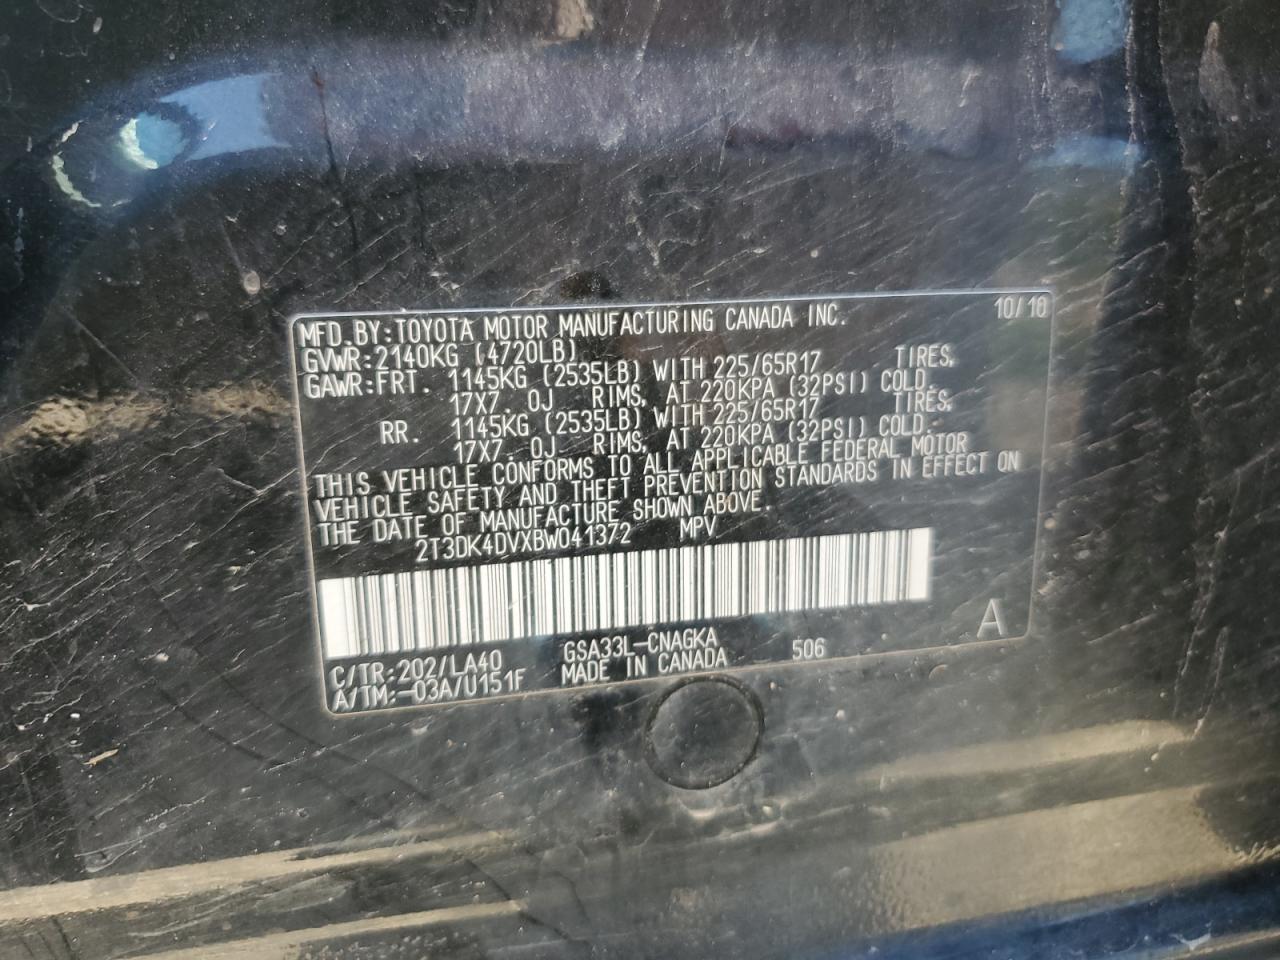 10/10
MFD.BY:TOYOTA MOTOR MANUFACTURING CANADA INC.
GVWR:2140KG (4720LB)
GAWR:FRT. 1145KG (2535LB) WITH 225/65R17 TIRES,
17X7. 0J RIMS, AT 220KPA (32PSI) COLD.
RR. 1145KG (2535LB) WITH 225/65R17 TIRES,
17X7. 0J RIMS, AT 220KPA (32PSI) COLD.
THIS VEHICLE CONFORMS TO ALL APPLICABLE FEDERAL MOTOR
VEHICLE SAFETY AND THEFT PREVENTION STANDARDS IN EFFECT ON
THE DATE OF MANUFACTURE SHOWN ABOVE.
2T3DK4DVXBW041372 MPV
C/TR:202/LA40 GSA33L-CNAGKA 506 A
A/TM:-03A/U151F MADE IN CANADA